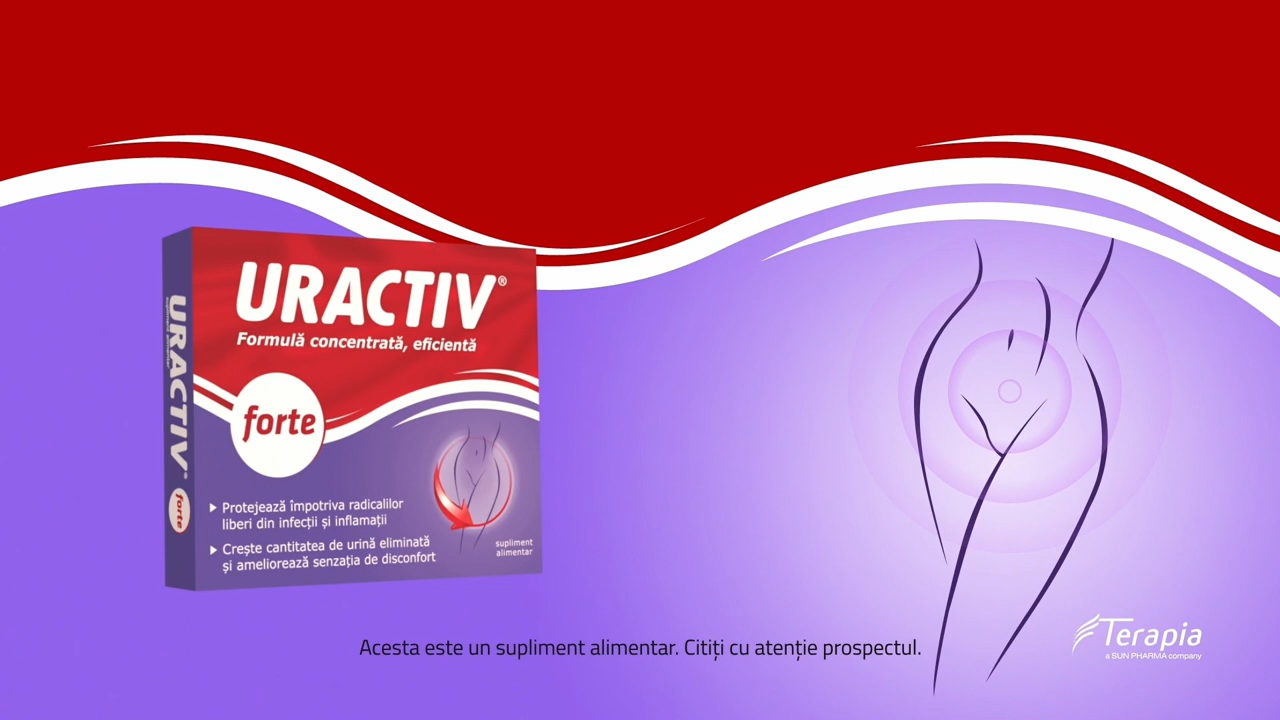 URACTIV®
Formulă concentrată, eficientă
forte
Protejează împotriva radicalilor
liberi din infecții și inflamații
Crește cantitatea de urină eliminată
și ameliorează senzația de disconfort
supliment
alimentar
URACTIV®
forte
Acesta este un supliment alimentar. Citiți cu atenție prospectul.
Terapia
a SUN PHARMA company